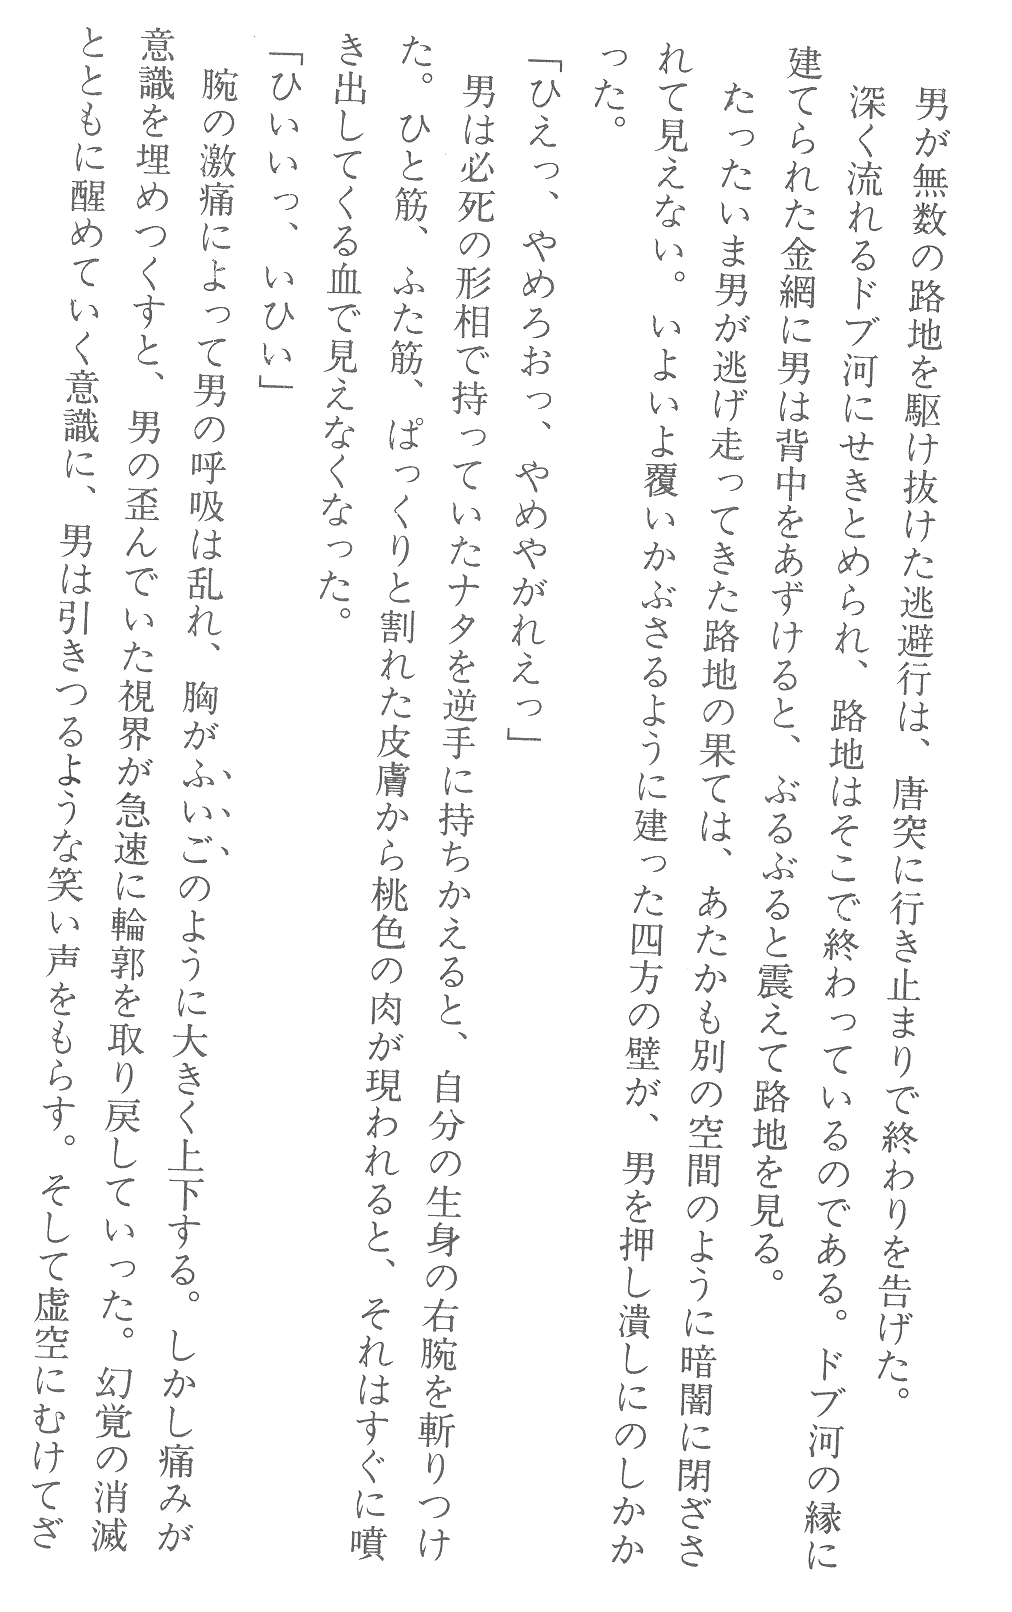 男が無数の路地を駆け抜けた逃避行は、唐突に行き止まりで終わりを告げた。
深く流れるドブ河にせきとめられ、路地はそこで終わっているのである。ドブ河の縁に
建てられた金網に男は背中をあずけると、ぶるぶると震えて路地を見る。
たったいま男が逃げ走ってきた路地の果ては、あたかも別の空間のように暗闇に閉ざさ
れて見えない。いよいよ覆いかぶさるように建った四方の壁が、男を押し潰しにのしかか
った。
「ひえっ、やめろおっ、やめやがれえっ」
男は必死の形相で持っていたナタを逆手に持ちかえると、自分の生身の右腕を斬りつけ
た。ひと筋、ふた筋、ぱっくりと割れた皮膚から桃色の肉が現われると、それはすぐに噴
き出してくる血で見えなくなった。
「ひいいっ、いひい」
腕の激痛によって男の呼吸は乱れ、胸がふいごのように大きく上下する。しかし痛みが
意識を埋めつくすと、男の歪んでいた視界が急速に輪郭を取り戻していった。幻覚の消滅
とともに醒めていく意識に、男は引きつるような笑い声をもらす。そして虚空にむけてざ